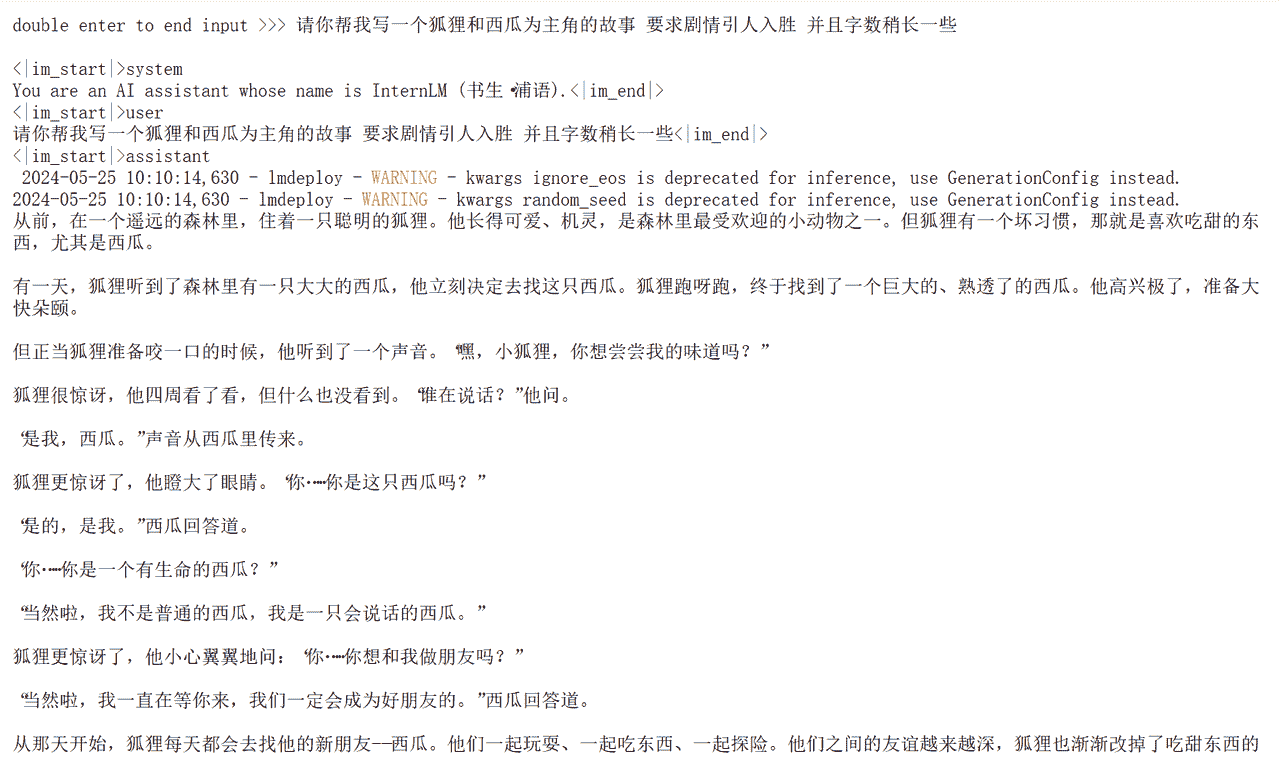 double enter to end input >>> 请你帮我写一个狐狸和西瓜为主角的故事 要求剧情引人入胜 并且字数稍长一些
<|im_start|>system
You are an AI assistant whose name is InternLM (书生·浦语).<|im_end|>
<|im_start|>user
请你帮我写一个狐狸和西瓜为主角的故事 要求剧情引人入胜 并且字数稍长一些<|im_end|>
<|im_start|>assistant
2024-05-25 10:10:14,630 - lmdeploy - WARNING - kwargs ignore_eos is deprecated for inference, use GenerationConfig instead.
2024-05-25 10:10:14,630 - lmdeploy - WARNING - kwargs random_seed is deprecated for inference, use GenerationConfig instead.
从前，在一个遥远的森林里，住着一只聪明的狐狸。他长得可爱、机灵，是森林里最受欢迎的小动物之一。但狐狸有一个坏习惯，那就是喜欢吃甜的东
西，尤其是西瓜。
有一天，狐狸听到了森林里有一只大大的西瓜，他立刻决定去找这只西瓜。狐狸跑呀跑，终于找到了一个巨大的、熟透了的西瓜。他高兴极了，准备大
快朵颐。
但正当狐狸准备咬一口的时候，他听到了一个声音。“嘿，小狐狸，你想尝尝我的味道吗？”
狐狸很惊讶，他四周看了看，但什么也没看到。“谁在说话？”他问。
“是我，西瓜。”声音从西瓜里传来。
狐狸更惊讶了，他瞪大了眼睛。“你……你是这只西瓜吗？”
“是的，是我。”西瓜回答道。
“你……你是一个有生命的西瓜？”
“当然啦，我不是普通的西瓜，我是一只会说话的西瓜。”
狐狸更惊讶了，他小心翼翼地问：“你……你想和我做朋友吗？”
“当然啦，我一直在等你来，我们一定会成为好朋友的。”西瓜回答道。
从那天开始，狐狸每天都会去找他的新朋友——西瓜。他们一起玩耍、一起吃东西、一起探险。他们之间的友谊越来越深，狐狸也渐渐改掉了吃甜东西的